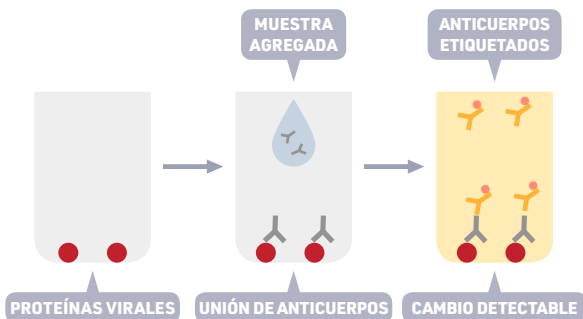 MUESTRA
AGREGADA
ANTICUERPOS
ETIQUETADOS
PROTEÍNAS VIRALES
UNIÓN DE ANTICUERPOS
CAMBIO DETECTABLE